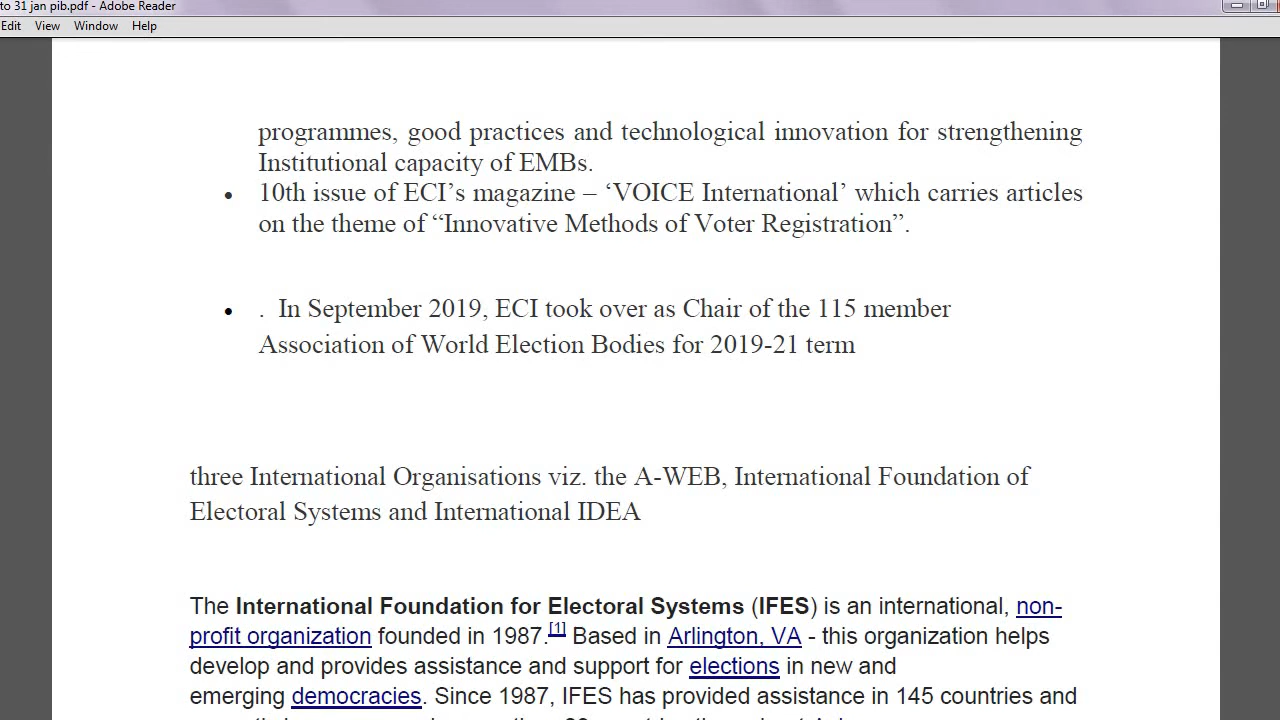 to 31 jan pib.pdf - Adobe Reader
Edit View Window Help
programmes, good practices and technological innovation for strengthening
Institutional capacity of EMBs.
• 10th issue of ECI’s magazine – ‘VOICE International’ which carries articles
on the theme of “Innovative Methods of Voter Registration”.
• . In September 2019, ECI took over as Chair of the 115 member
Association of World Election Bodies for 2019-21 term
three International Organisations viz. the A-WEB, International Foundation of
Electoral Systems and International IDEA
The International Foundation for Electoral Systems (IFES) is an international, non-
profit organization founded in 1987.[1] Based in Arlington, VA - this organization helps
develop and provides assistance and support for elections in new and
emerging democracies. Since 1987, IFES has provided assistance in 145 countries and